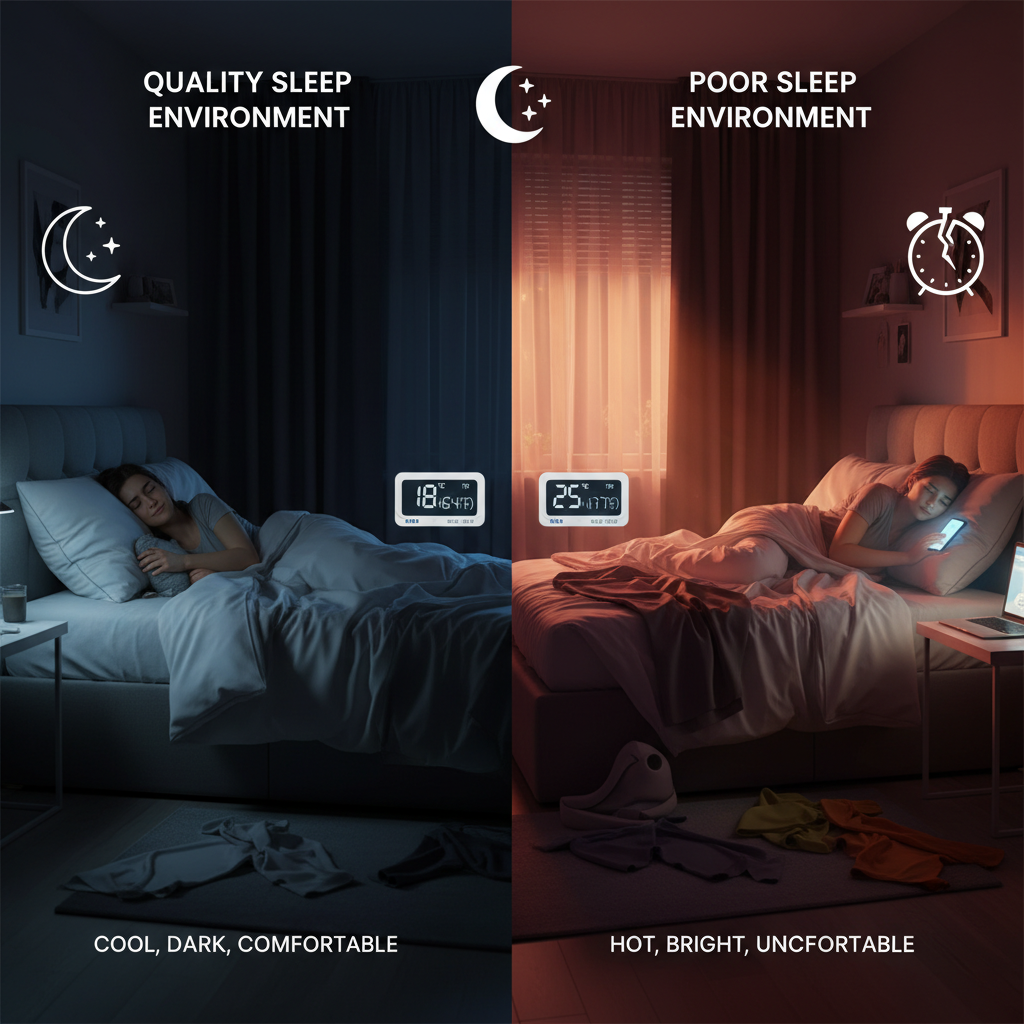 QUALITY SLEEP
ENVIRONMENT
POOR SLEEP
ENVIRONMENT
18°C
25°C
COOL, DARK, COMFORTABLE
HOT, BRIGHT, UNCFORTABLE